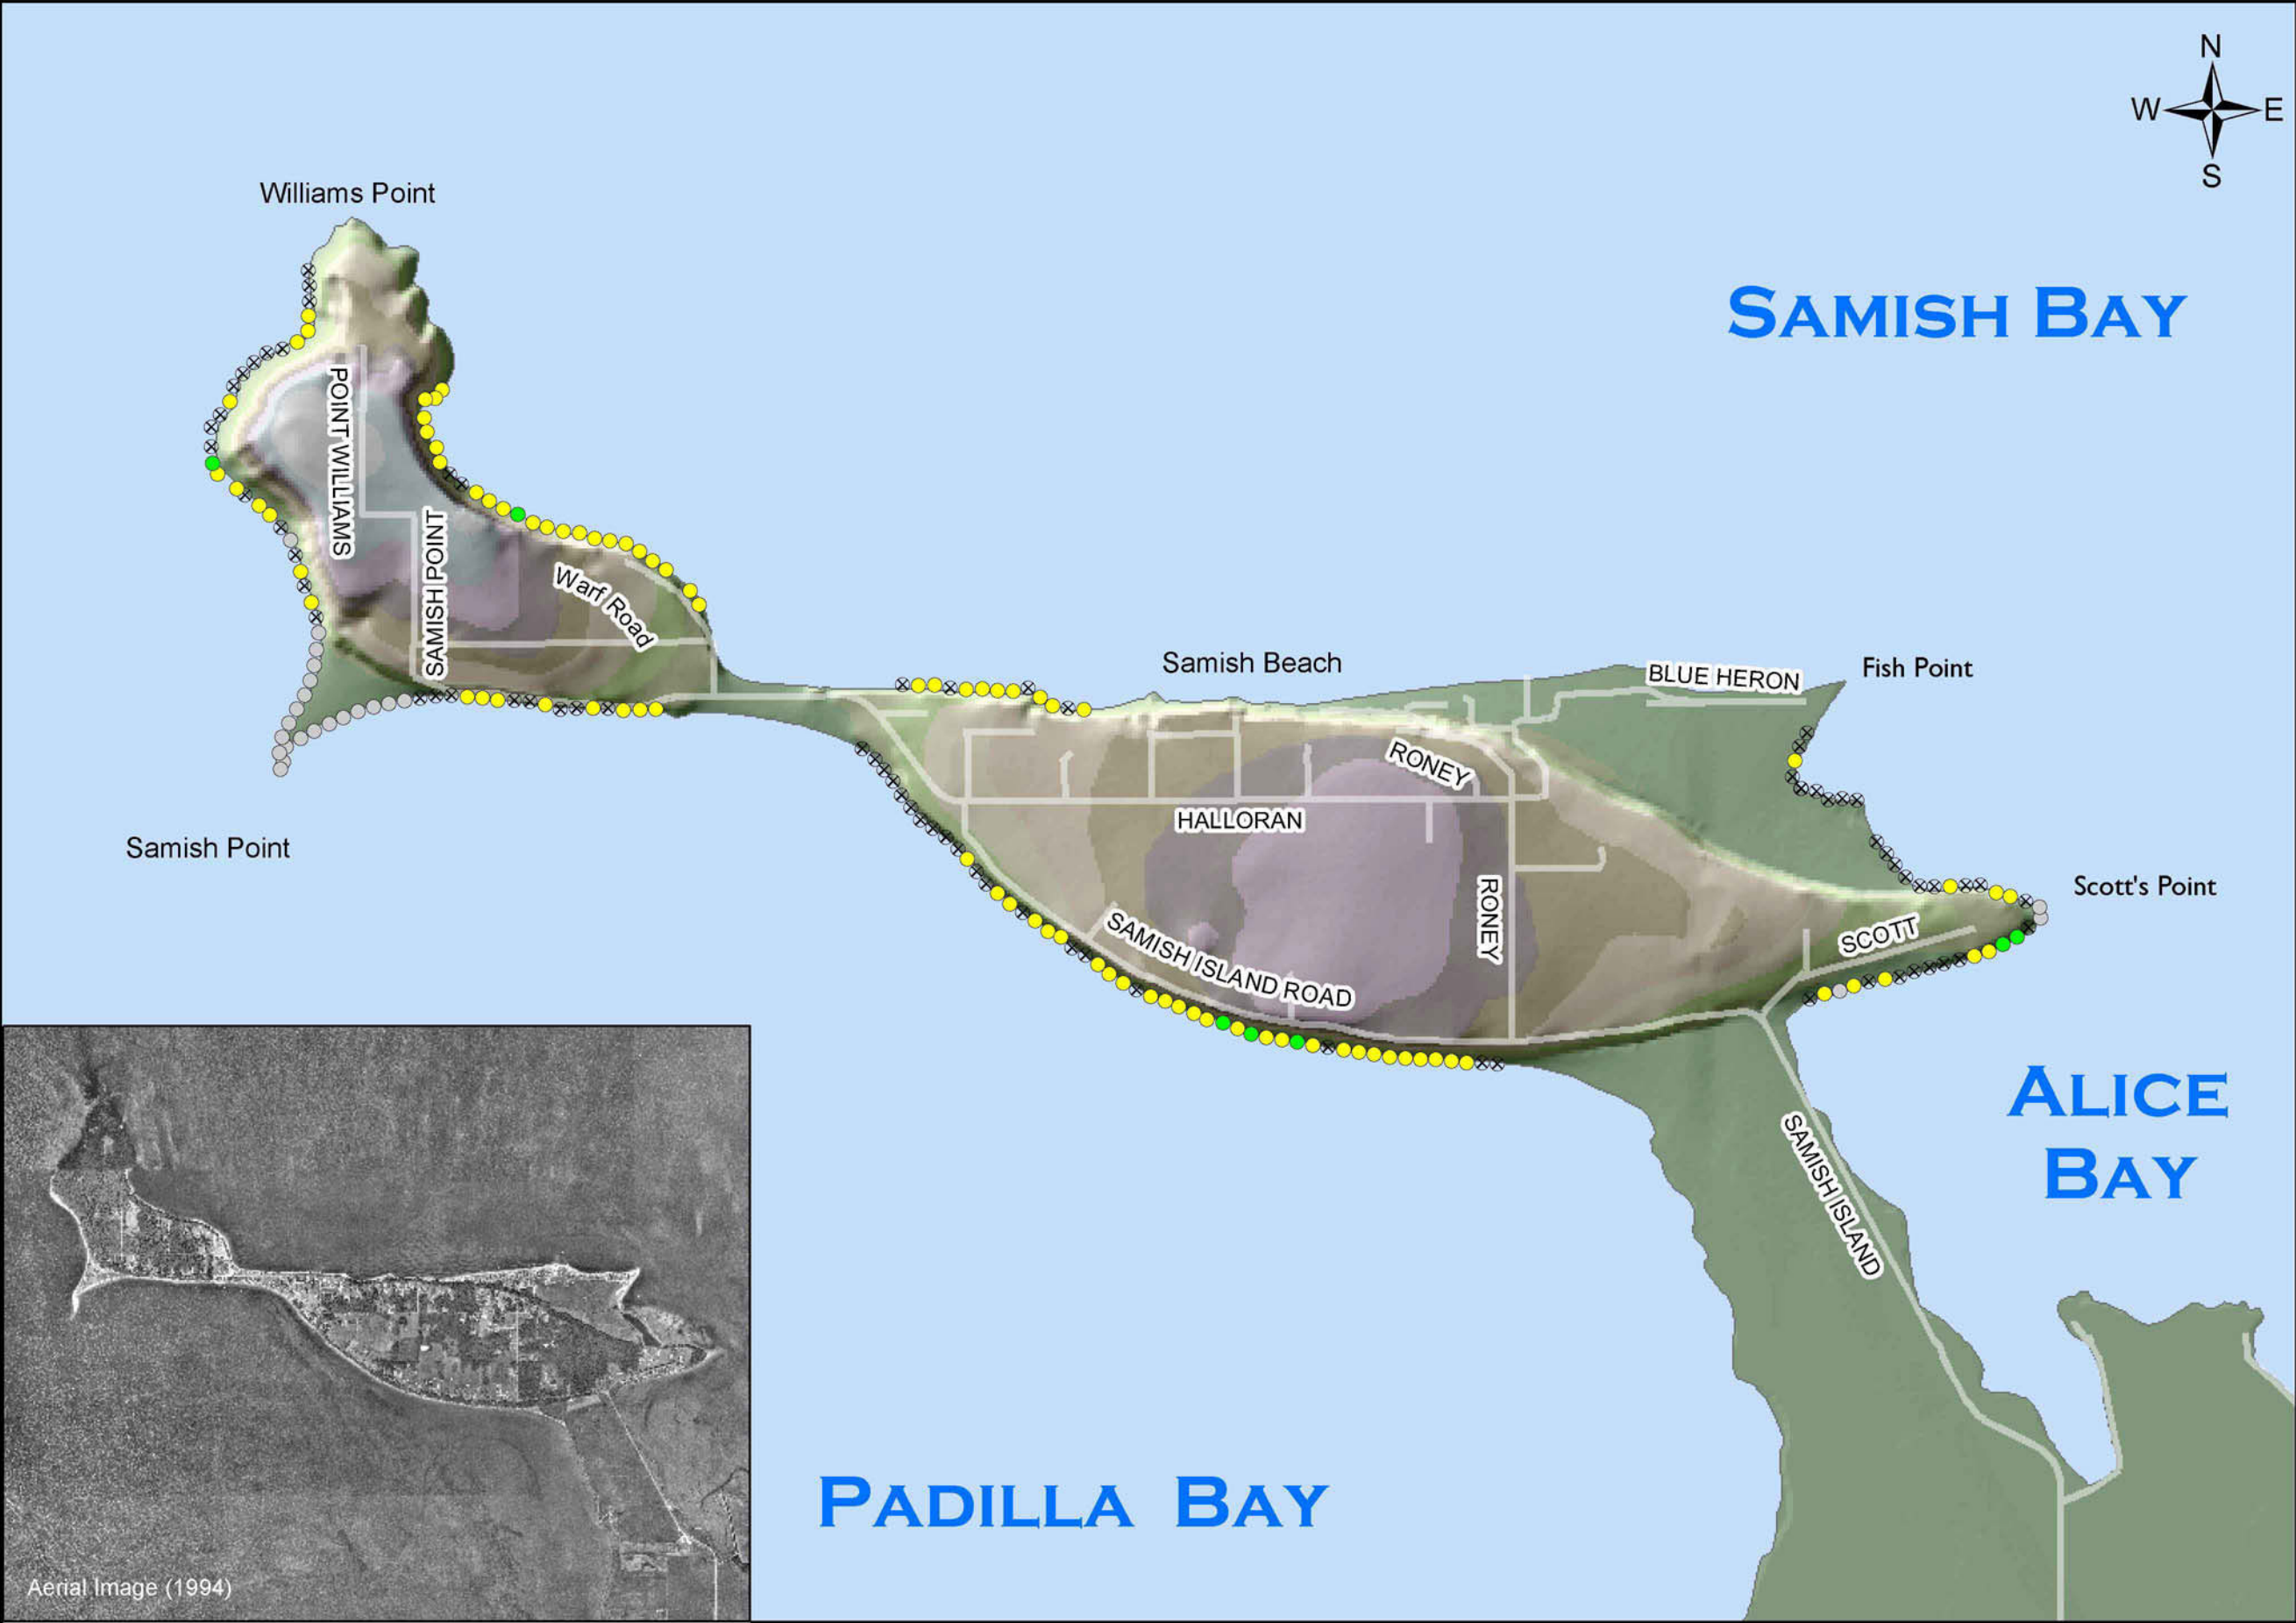 N
W E
S
Williams Point
SAMISH BAY
POINT WILLIAMS
SAMISH POINT
Warf Road
Samish Beach
BLUE HERON
Fish Point
RONEY
HALLORAN
Samish Point
RONEY
Scott's Point
SCOTT
SAMISH ISLAND ROAD
ALICE
BAY
SAMISH ISLAND
PADILLA BAY
Aerial Image (1994)